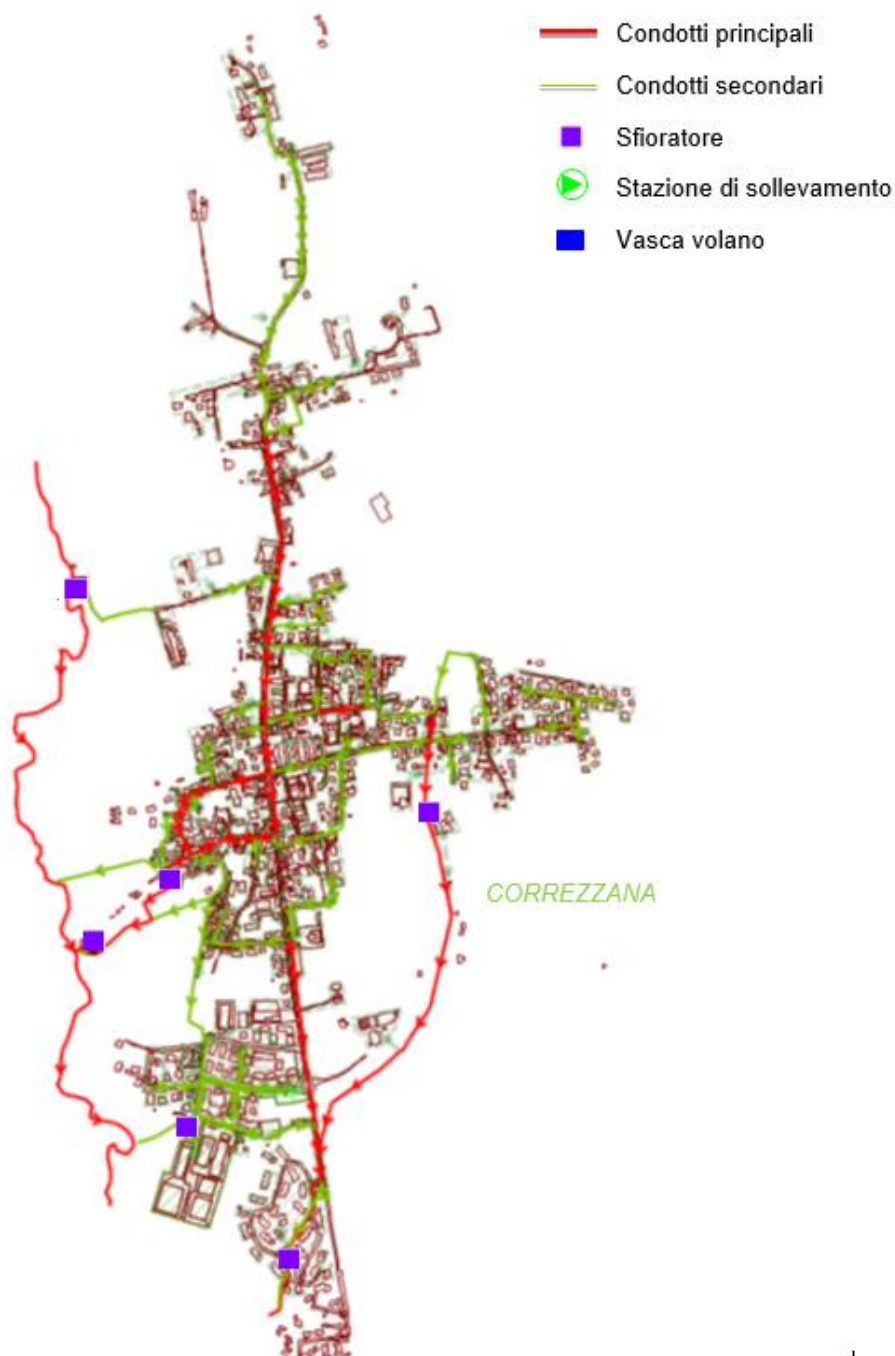 Condotti principali
Condotti secondari
Sfioratore
Stazione di sollevamento
Vasca volano
CORREZZANA